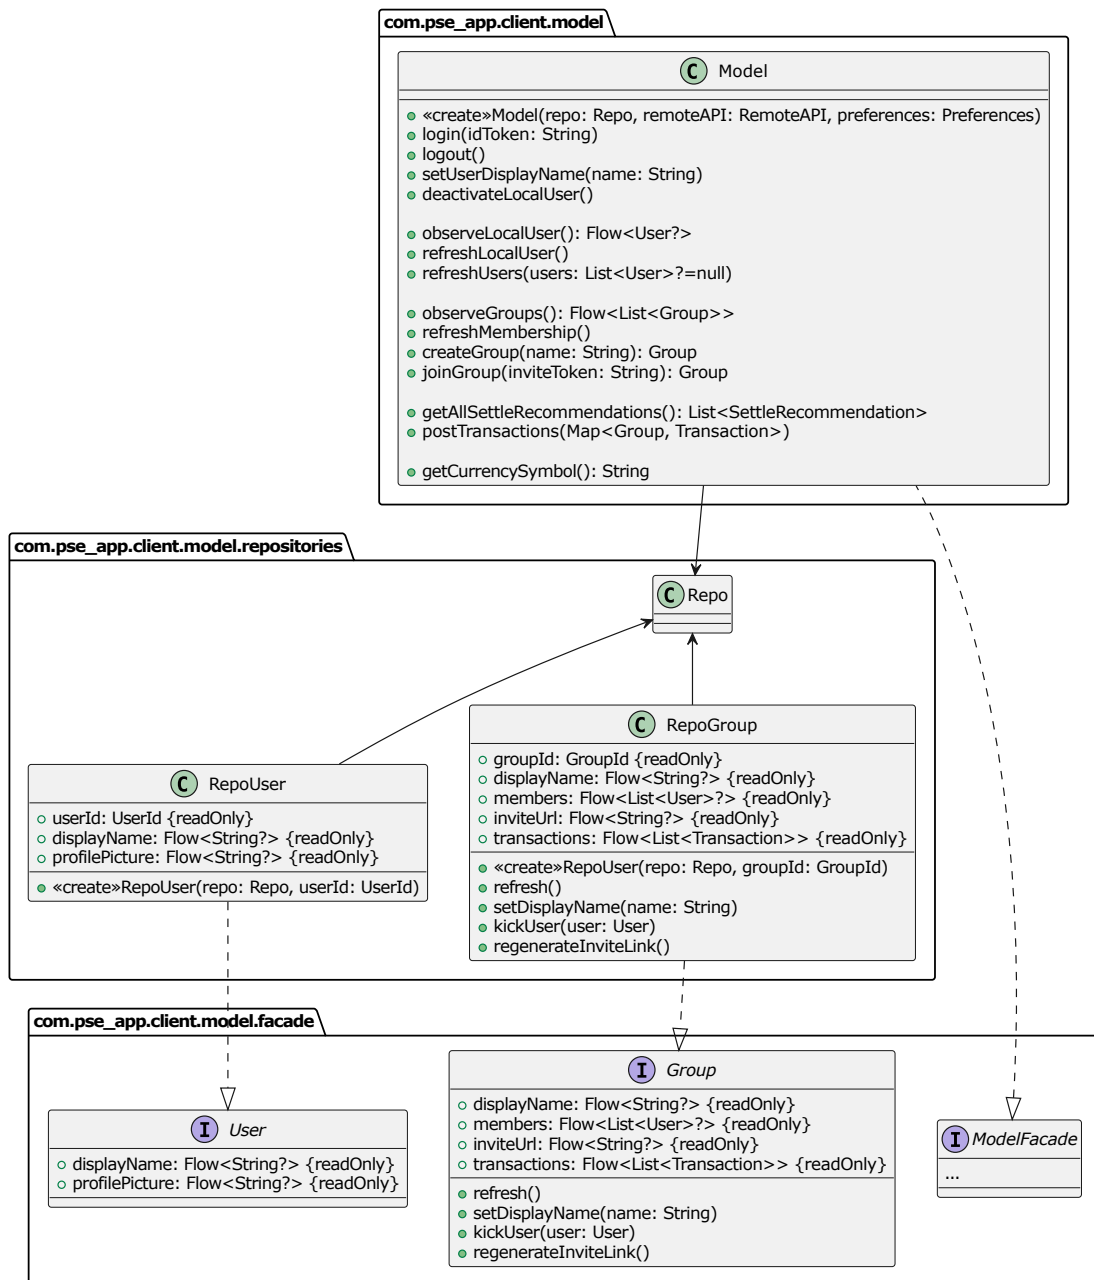 com.pse_app.client.model
C Model
«create»Model(repo: Repo, remoteAPI: RemoteAPI, preferences: Preferences)
login(idToken: String)
logout()
setUserDisplayName(name: String)
deactivateLocalUser()
observeLocalUser(): Flow<User?>
refreshLocalUser()
refreshUsers(users: List<User>?=null)
observeGroups(): Flow<List<Group>>
refreshMembership()
createGroup(name: String): Group
joinGroup(inviteToken: String): Group
getAllSettleRecommendations(): List<SettleRecommendation>
postTransactions(Map<Group, Transaction>)
getCurrencySymbol(): String
com.pse_app.client.model.repositories
C Repo
C RepoUser
userId: UserId {readOnly}
displayName: Flow<String?> {readOnly}
profilePicture: Flow<String?> {readOnly}
«create»RepoUser(repo: Repo, userId: UserId)
C RepoGroup
groupId: GroupId {readOnly}
displayName: Flow<String?> {readOnly}
members: Flow<List<User>?> {readOnly}
inviteUrl: Flow<String?> {readOnly}
transactions: Flow<List<Transaction>> {readOnly}
«create»RepoUser(repo: Repo, groupId: GroupId)
refresh()
setDisplayName(name: String)
kickUser(user: User)
regenerateInviteLink()
com.pse_app.client.model.facade
I User
displayName: Flow<String?> {readOnly}
profilePicture: Flow<String?> {readOnly}
I Group
displayName: Flow<String?> {readOnly}
members: Flow<List<User>?> {readOnly}
inviteUrl: Flow<String?> {readOnly}
transactions: Flow<List<Transaction>> {readOnly}
refresh()
setDisplayName(name: String)
kickUser(user: User)
regenerateInviteLink()
I ModelFacade
...